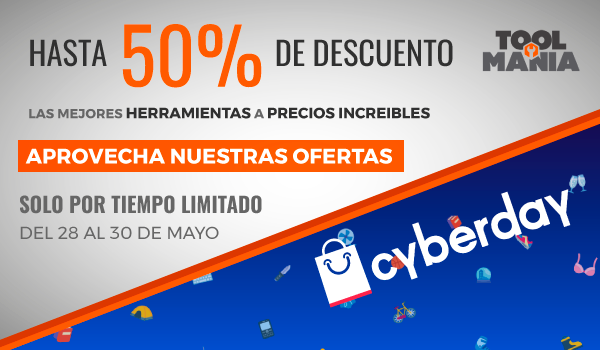 HASTA 50% DE DESCUENTO
TOOL
MANIA
LAS MEJORES HERRAMIENTAS A PRECIOS INCREIBLES
APROVECHA NUESTRAS OFERTAS
SOLO POR TIEMPO LIMITADO
DEL 28 AL 30 DE MAYO
cyberday